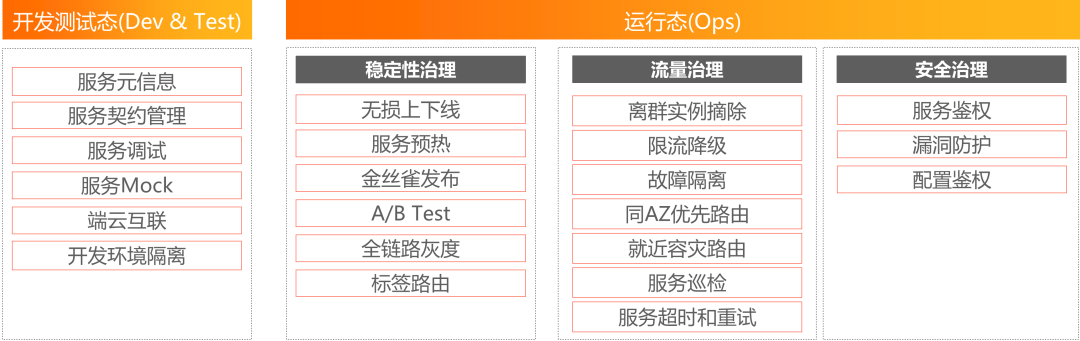 开发测试态(Dev & Test)
服务元信息
服务契约管理
服务调试
服务Mock
端云互联
开发环境隔离
运行态(Ops)
稳定性治理
无损上下线
服务预热
金丝雀发布
A/B Test
全链路灰度
标签路由
流量治理
离群实例摘除
限流降级
故障隔离
同AZ优先路由
就近容灾路由
服务巡检
服务超时和重试
安全治理
服务鉴权
漏洞防护
配置鉴权